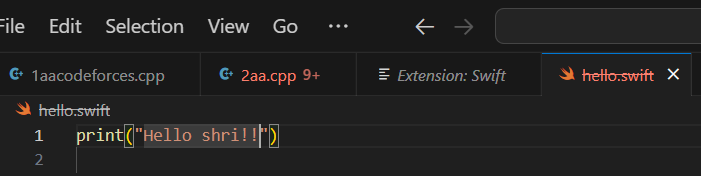 File Edit Selection View Go ···
1aacodeforces.cpp 2aa.cpp 9+ Extension: Swift hello.swift
hello.swift
1 print("Hello shri!!")
2